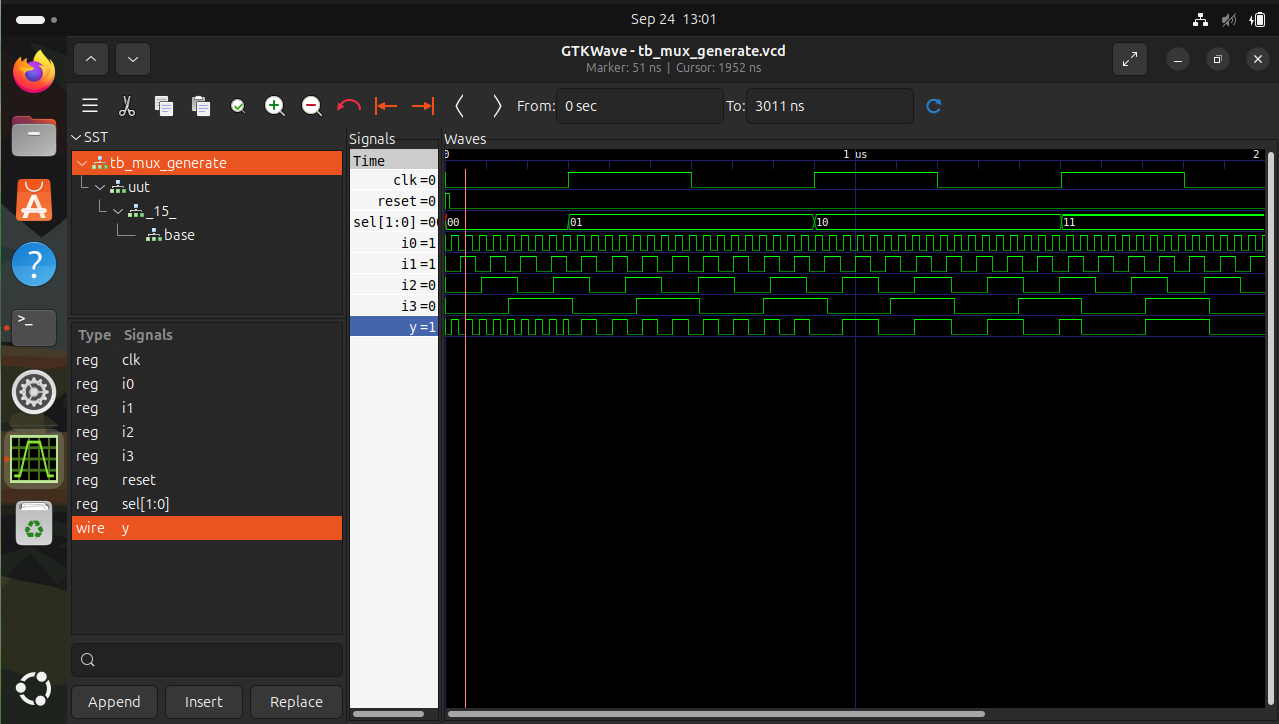 Sep 24 13:01
GTKWave - tb_mux_generate.vcd
Marker: 51 ns | Cursor: 1952 ns
From: 0 sec To: 3011 ns
SST
tb_mux_generate
uut
_15_
base
Type Signals
reg clk
reg i0
reg i1
reg i2
reg i3
reg reset
reg sel[1:0]
wire y
Append Insert Replace
Signals
Time
clk =0
reset =0
sel[1:0] =00
i0 =1
i1 =1
i2 =0
i3 =0
y =1
Waves
0 1 us 2
00 01 10 11
>_
?